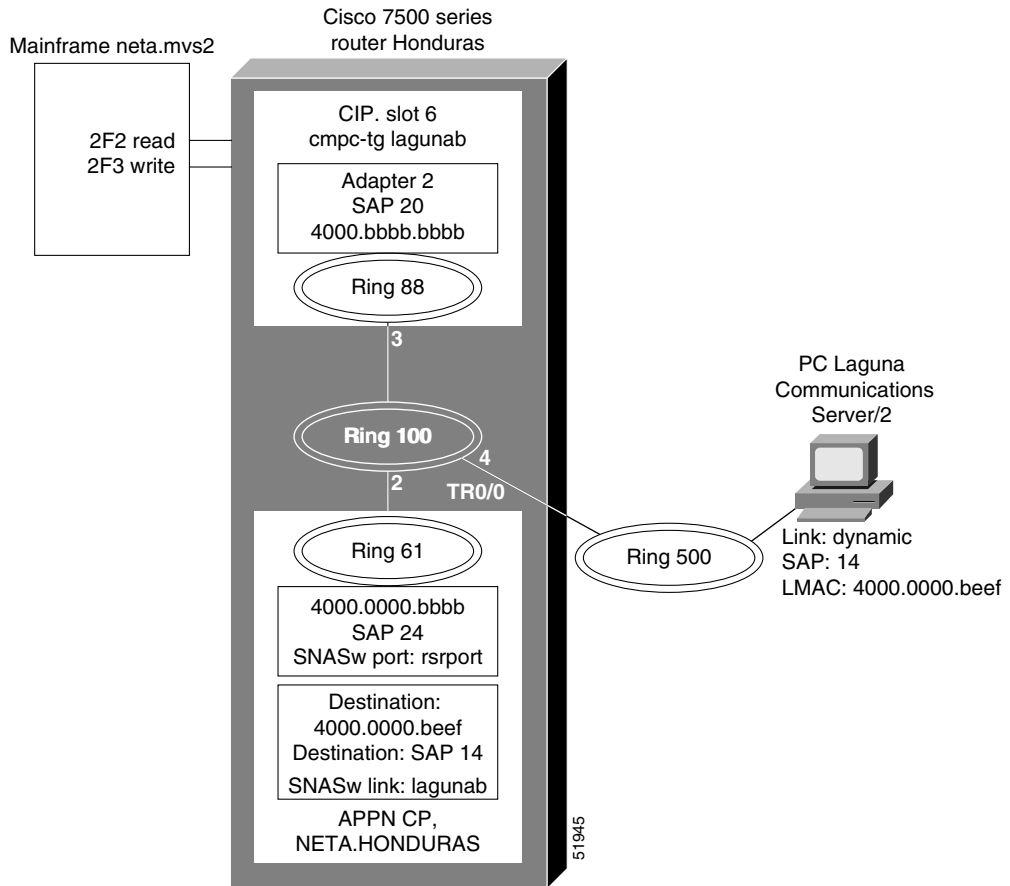 Cisco 7500 series
router Honduras
Mainframe neta.mvs2
2F2 read
2F3 write
CIP. slot 6
cmpc-tg lagunab
Adapter 2
SAP 20
4000.bbbb.bbbb
Ring 88
3
Ring 100
4
2
TR0/0
PC Laguna
Communications
Server/2
Link: dynamic
SAP: 14
LMAC: 4000.0000.beef
Ring 500
Ring 61
4000.0000.bbbb
SAP 24
SNASw port: rsrport
Destination:
4000.0000.beef
Destination: SAP 14
SNASw link: lagunab
APPN CP,
NETA.HONDURAS
51945